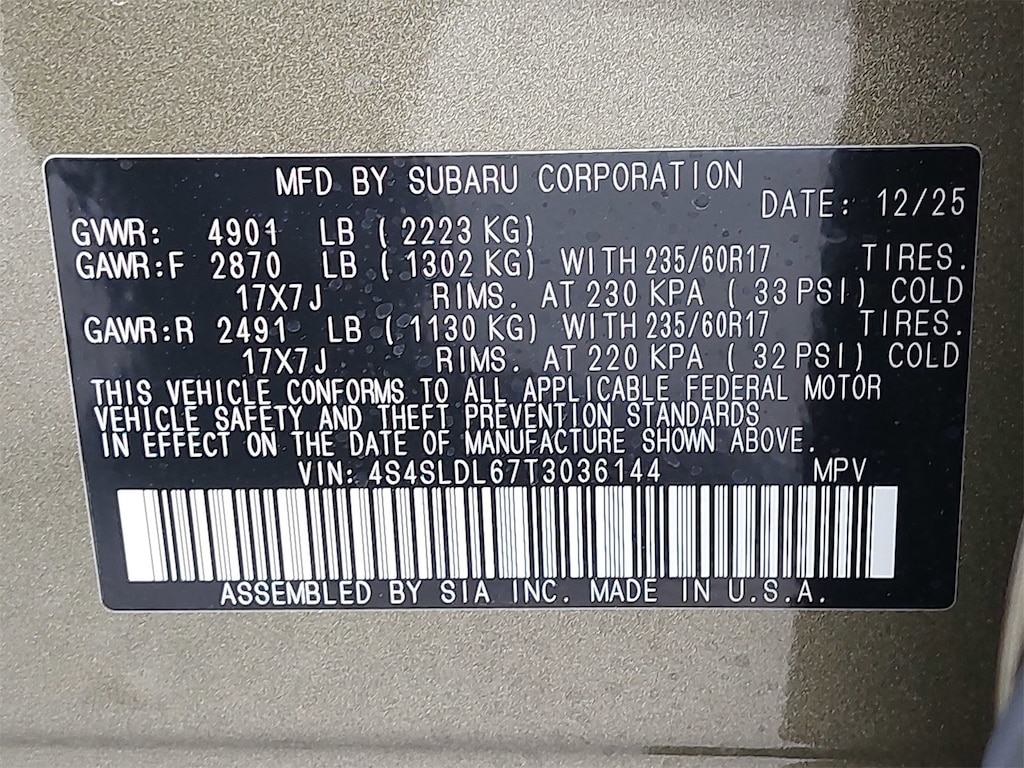 MFD BY SUBARU CORPORATION
DATE: 12/25
GVWR: 4901 LB ( 2223 KG)
GAWR:F 2870 LB ( 1302 KG) WITH 235/60R17 TIRES.
17X7J RIMS. AT 230 KPA ( 33 PSI) COLD
GAWR:R 2491 LB ( 1130 KG) WITH 235/60R17 TIRES.
17X7J RIMS. AT 220 KPA ( 32 PSI) COLD
THIS VEHICLE CONFORMS TO ALL APPLICABLE FEDERAL MOTOR
VEHICLE SAFETY AND THEFT PREVENTION STANDARDS
IN EFFECT ON THE DATE OF MANUFACTURE SHOWN ABOVE.
VIN: 4S4SLDL67T3036144 MPV
ASSEMBLED BY SIA INC. MADE IN U.S.A.